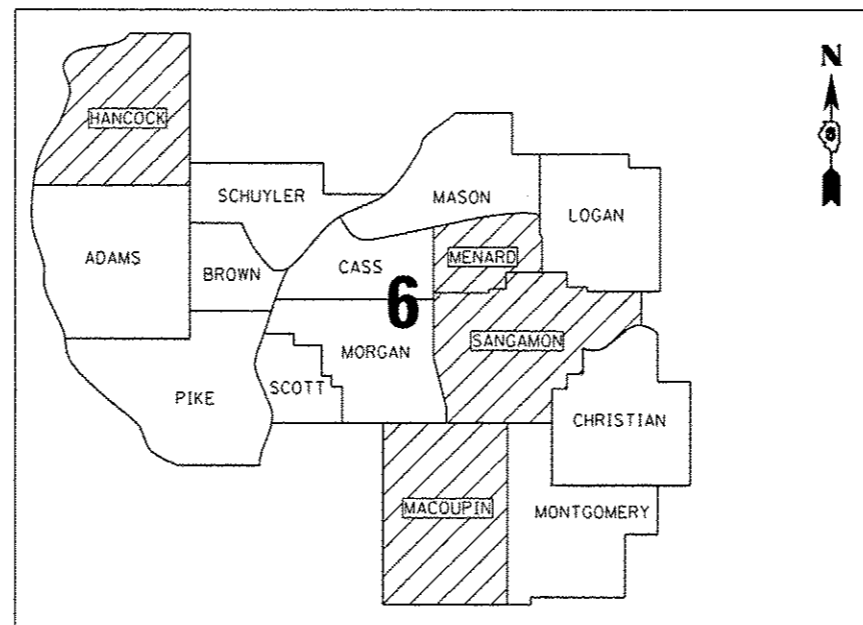 N
HANCOCK
SCHUYLER
MASON
LOGAN
ADAMS
BROWN
CASS
MENARD
6
SANGAMON
MORGAN
SCOTT
PIKE
CHRISTIAN
MACOUPIN
MONTGOMERY